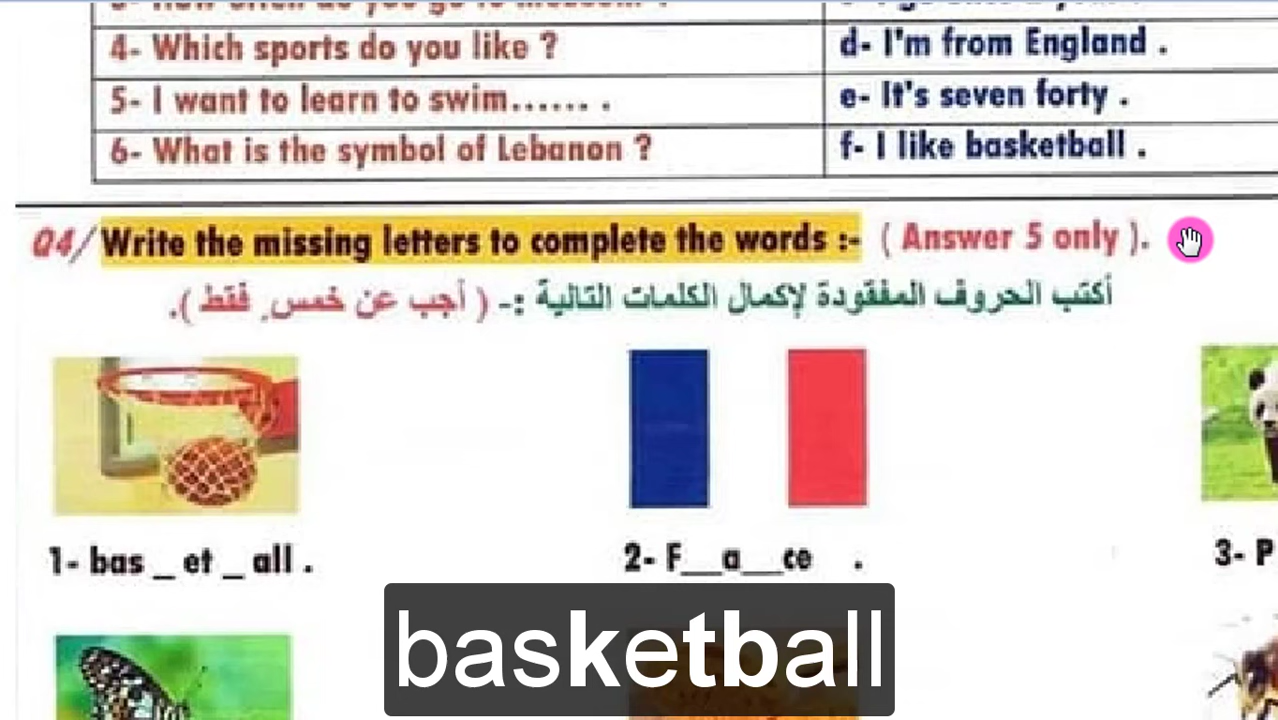 4- Which sports do you like ?
d- I'm from England .
5- I want to learn to swim...... .
e- It's seven forty .
6- What is the symbol of Lebanon ?
f- I like basketball .
Q4/ Write the missing letters to complete the words :- ( Answer 5 only ).
أكتب الحروف المفقودة لإكمال الكلمات التالية :- ( أجب عن خمس فقط ).
1- bas _ et _ all .
2- F__a__ce .
3- P
basketball